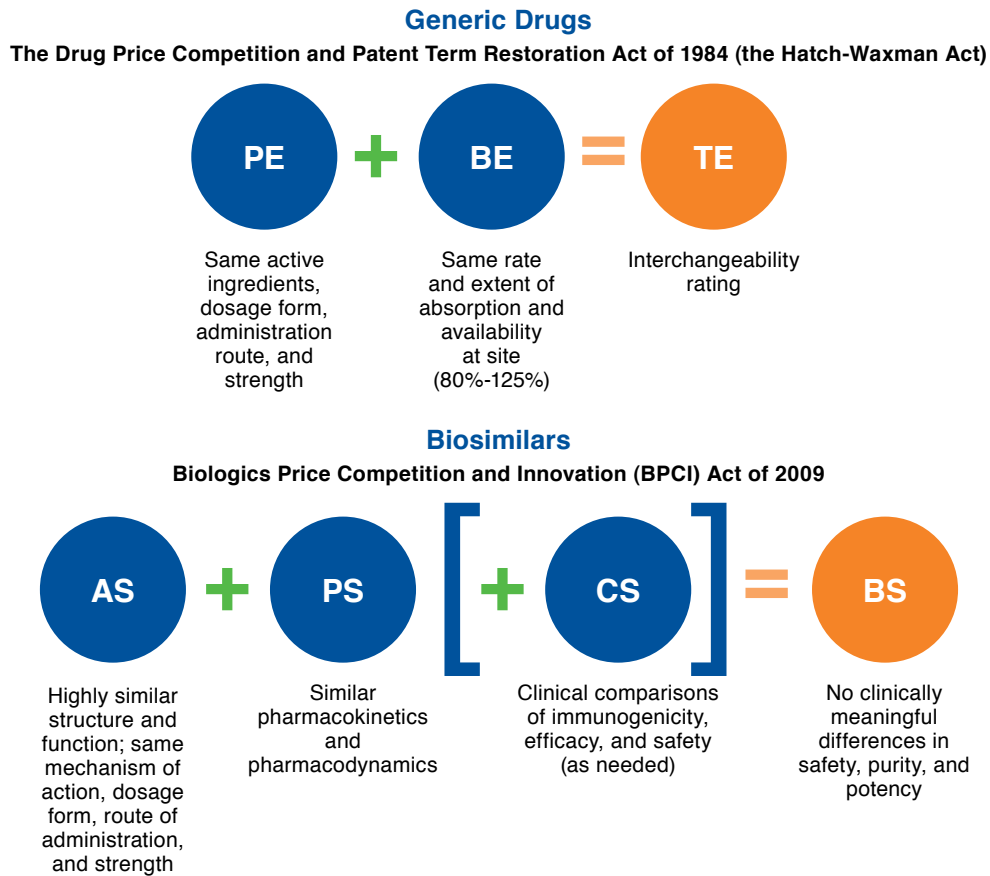 Generic Drugs
The Drug Price Competition and Patent Term Restoration Act of 1984 (the Hatch-Waxman Act)
PE + BE = TE
Same active
ingredients,
dosage form,
administration
route, and
strength
Same rate
and extent of
absorption and
availability
at site
(80%-125%)
Interchangeability
rating
Biosimilars
Biologics Price Competition and Innovation (BPCI) Act of 2009
AS + PS [ + CS ] = BS
Highly similar
structure and
function; same
mechanism of
action, dosage
form, route of
administration,
and strength
Similar
pharmacokinetics
and
pharmacodynamics
Clinical comparisons
of immunogenicity,
efficacy, and safety
(as needed)
No clinically
meaningful
differences in
safety, purity, and
potency